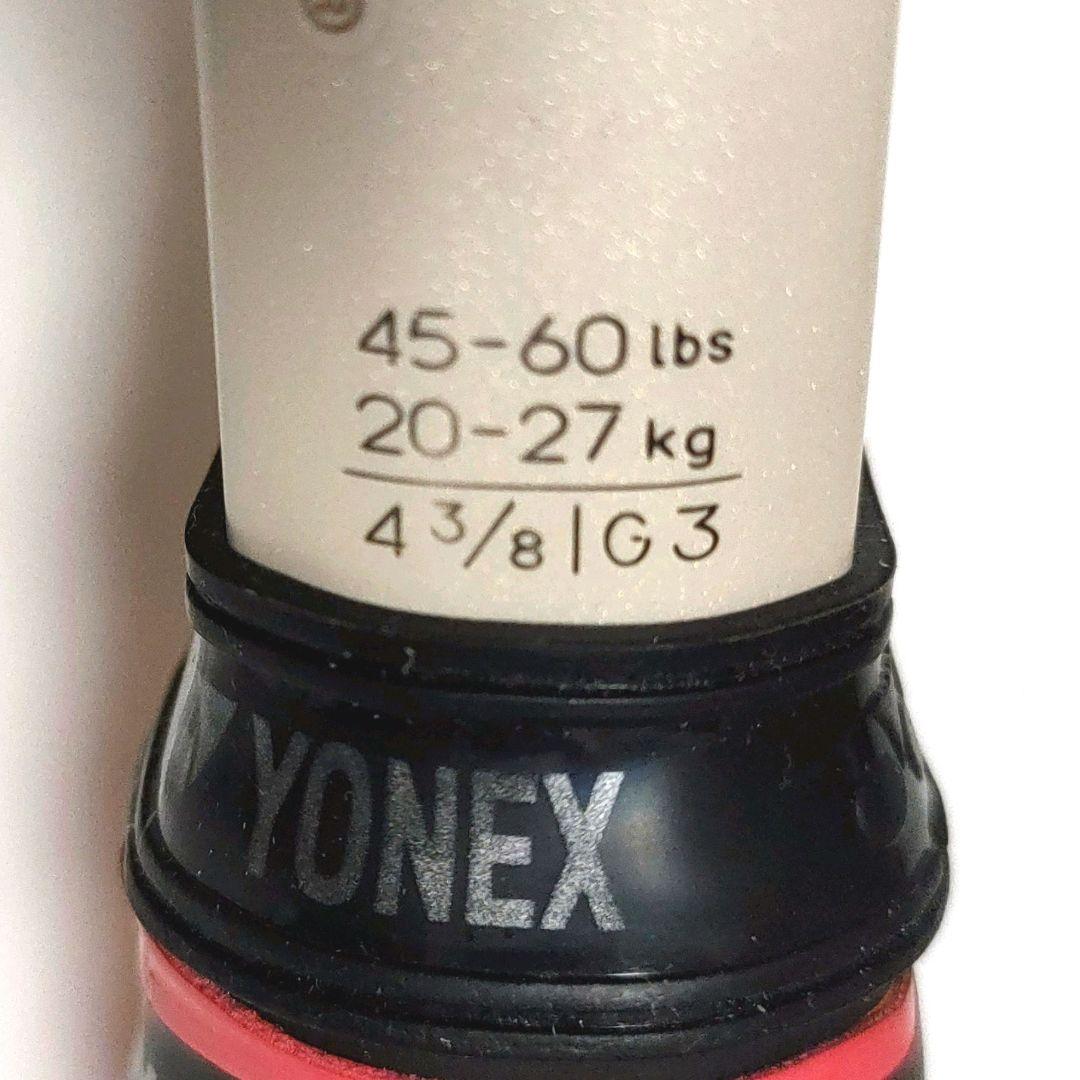 45-60 lbs
20-27 kg
4 3/8 | G3
YONEX